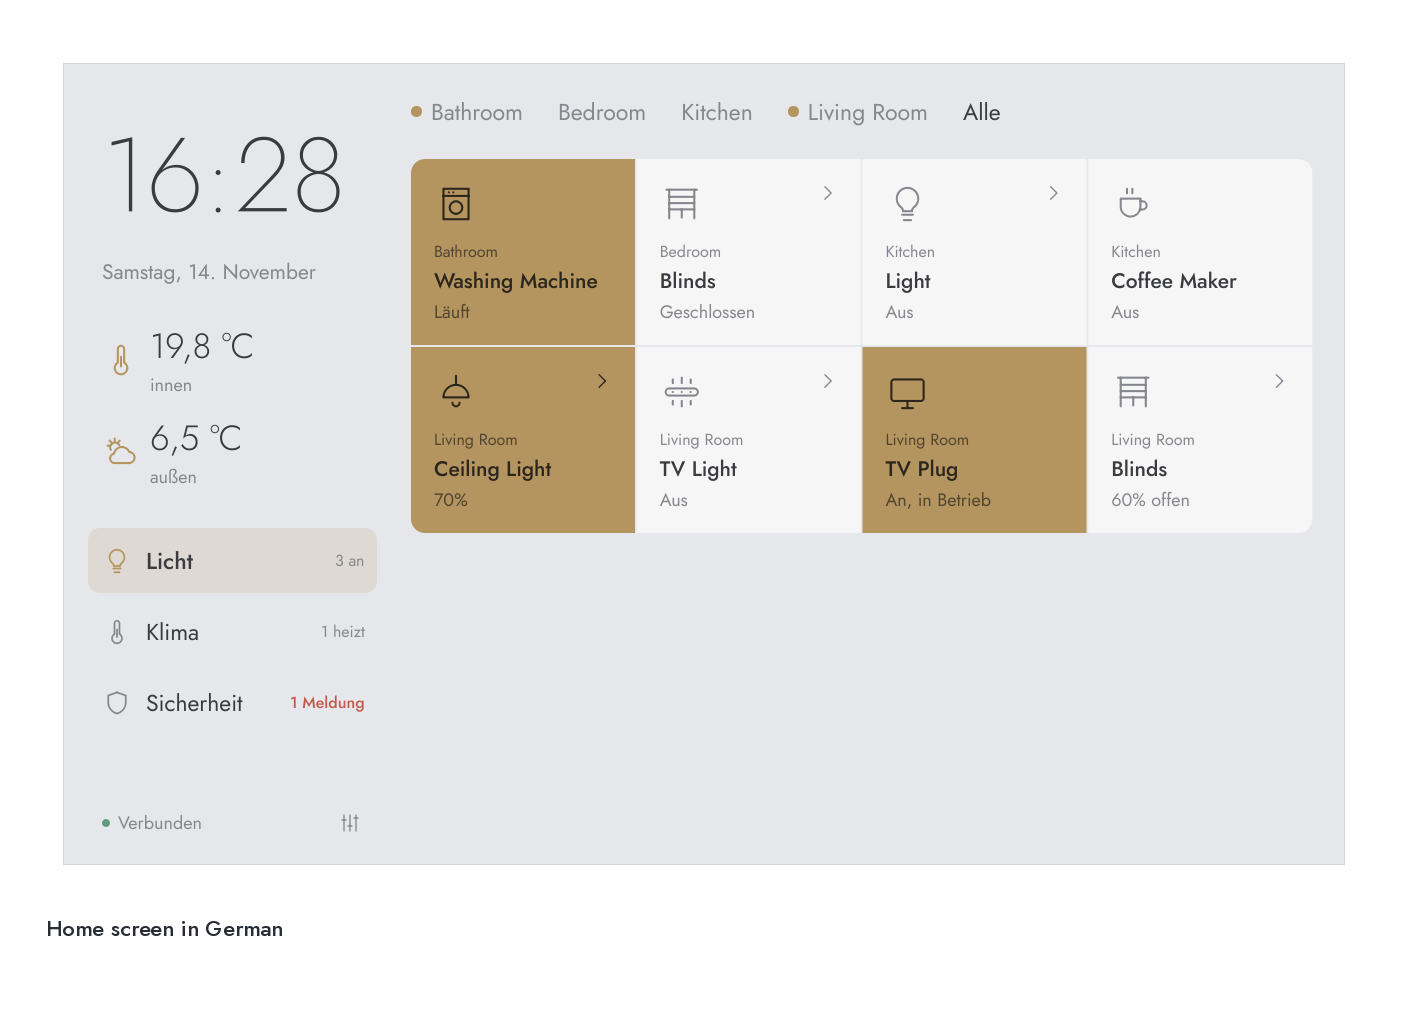 16:28
Samstag, 14. November
19,8 °C
innen
6,5 °C
außen
Licht 3 an
Klima 1 heizt
Sicherheit 1 Meldung
Verbunden
Bathroom Bedroom Kitchen Living Room Alle
Bathroom
Washing Machine
Läuft
Bedroom
Blinds
Geschlossen
Kitchen
Light
Aus
Kitchen
Coffee Maker
Aus
Living Room
Ceiling Light
70%
Living Room
TV Light
Aus
Living Room
TV Plug
An, in Betrieb
Living Room
Blinds
60% offen
Home screen in German